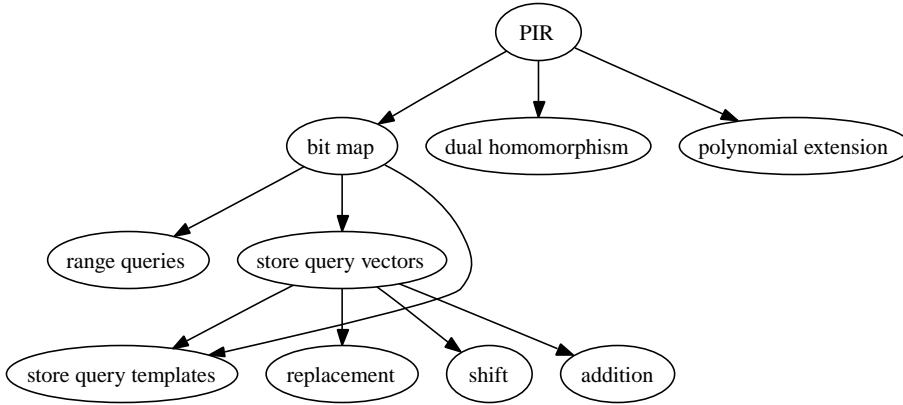 PIR
bit map
dual homomorphism
polynomial extension
range queries
store query vectors
store query templates
replacement
shift
addition